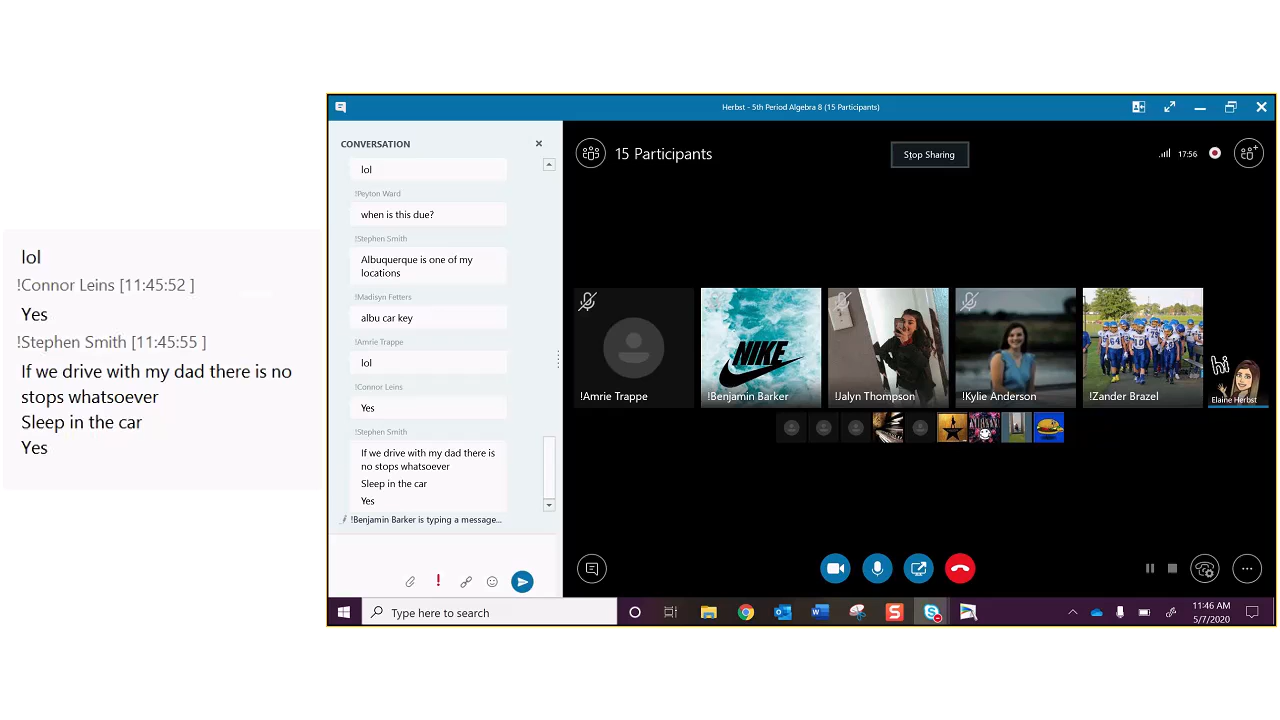 lol
!Connor Leins [11:45:52 ]
Yes
!Stephen Smith [11:45:55 ]
If we drive with my dad there is no
stops whatsoever
Sleep in the car
Yes
Herbst - 5th Period Algebra 8 (15 Participants)
CONVERSATION
lol
!Peyton Ward
when is this due?
!Stephen Smith
Albuquerque is one of my
locations
!Madisyn Fetters
albu car key
!Amrie Trappe
lol
!Connor Leins
Yes
!Stephen Smith
If we drive with my dad there is
no stops whatsoever
Sleep in the car
Yes
!Benjamin Barker is typing a message...
15 Participants
Stop Sharing
17:56
!Amrie Trappe
NIKE
!Benjamin Barker
!Jalyn Thompson
!Kylie Anderson
!Zander Brazel
hi
Elaine Herbst
Type here to search
11:46 AM
5/7/2020